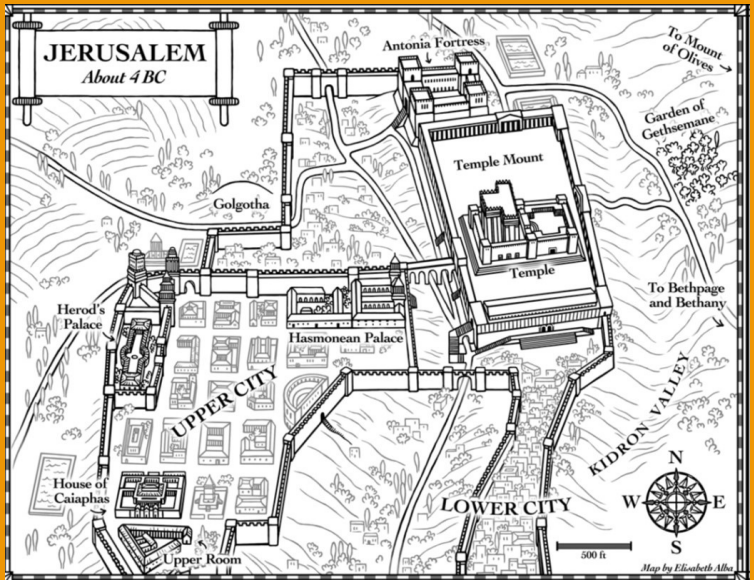 JERUSALEM
About 4 BC
Antonia Fortress
To Mount
of Olives
Garden of
Gethsemane
Temple Mount
Golgotha
Temple
To Bethpage
and Bethany
Herod's
Palace
Hasmonean Palace
UPPER CITY
KIDRON VALLEY
House of
Caiaphas
LOWER CITY
N
W
E
S
Upper Room
500 ft
Map by Elisabeth Alba